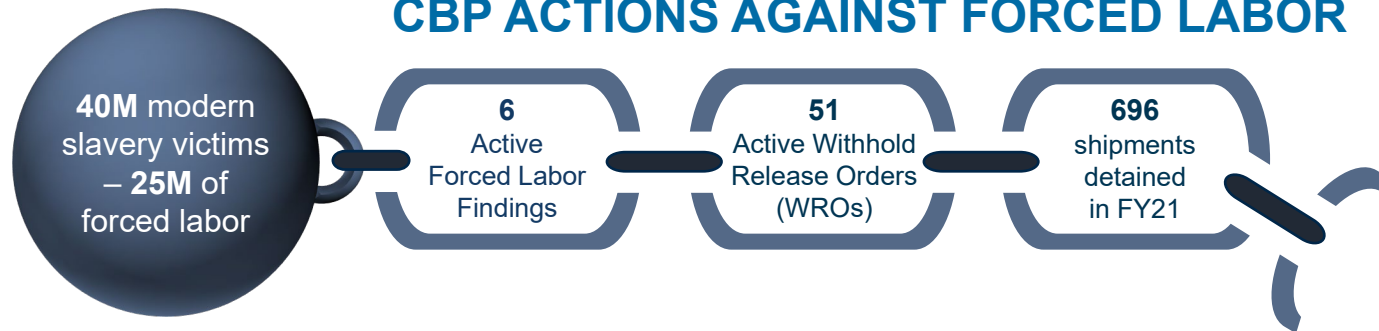 CBP ACTIONS AGAINST FORCED LABOR
40M modern
slavery victims
– 25M of
forced labor
6
Active
Forced Labor
Findings
51
Active Withhold
Release Orders
(WROs)
696
shipments
detained
in FY21